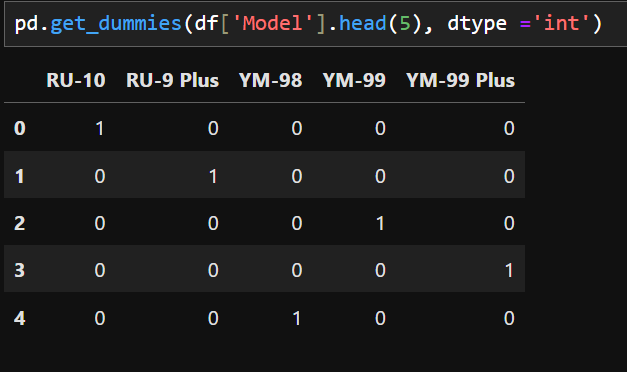 pd.get_dummies(df['Model'].head(5), dtype ='int')
RU-10 RU-9 Plus YM-98 YM-99 YM-99 Plus
0 1 0 0 0 0
1 0 1 0 0 0
2 0 0 0 1 0
3 0 0 0 0 1
4 0 0 1 0 0